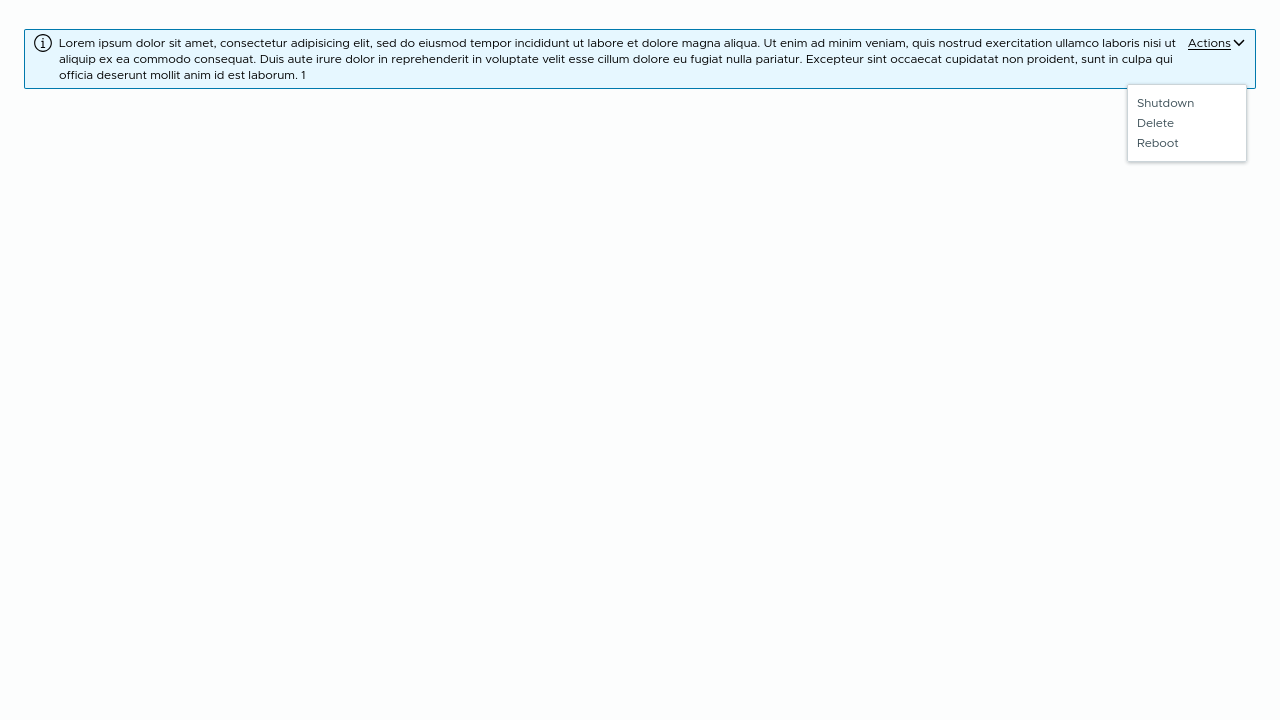 Lorem ipsum dolor sit amet, consectetur adipisicing elit, sed do eiusmod tempor incididunt ut labore et dolore magna aliqua. Ut enim ad minim veniam, quis nostrud exercitation ullamco laboris nisi ut
aliquip ex ea commodo consequat. Duis aute irure dolor in reprehenderit in voluptate velit esse cillum dolore eu fugiat nulla pariatur. Excepteur sint occaecat cupidatat non proident, sunt in culpa qui
officia deserunt mollit anim id est laborum. 1
Actions
Shutdown
Delete
Reboot